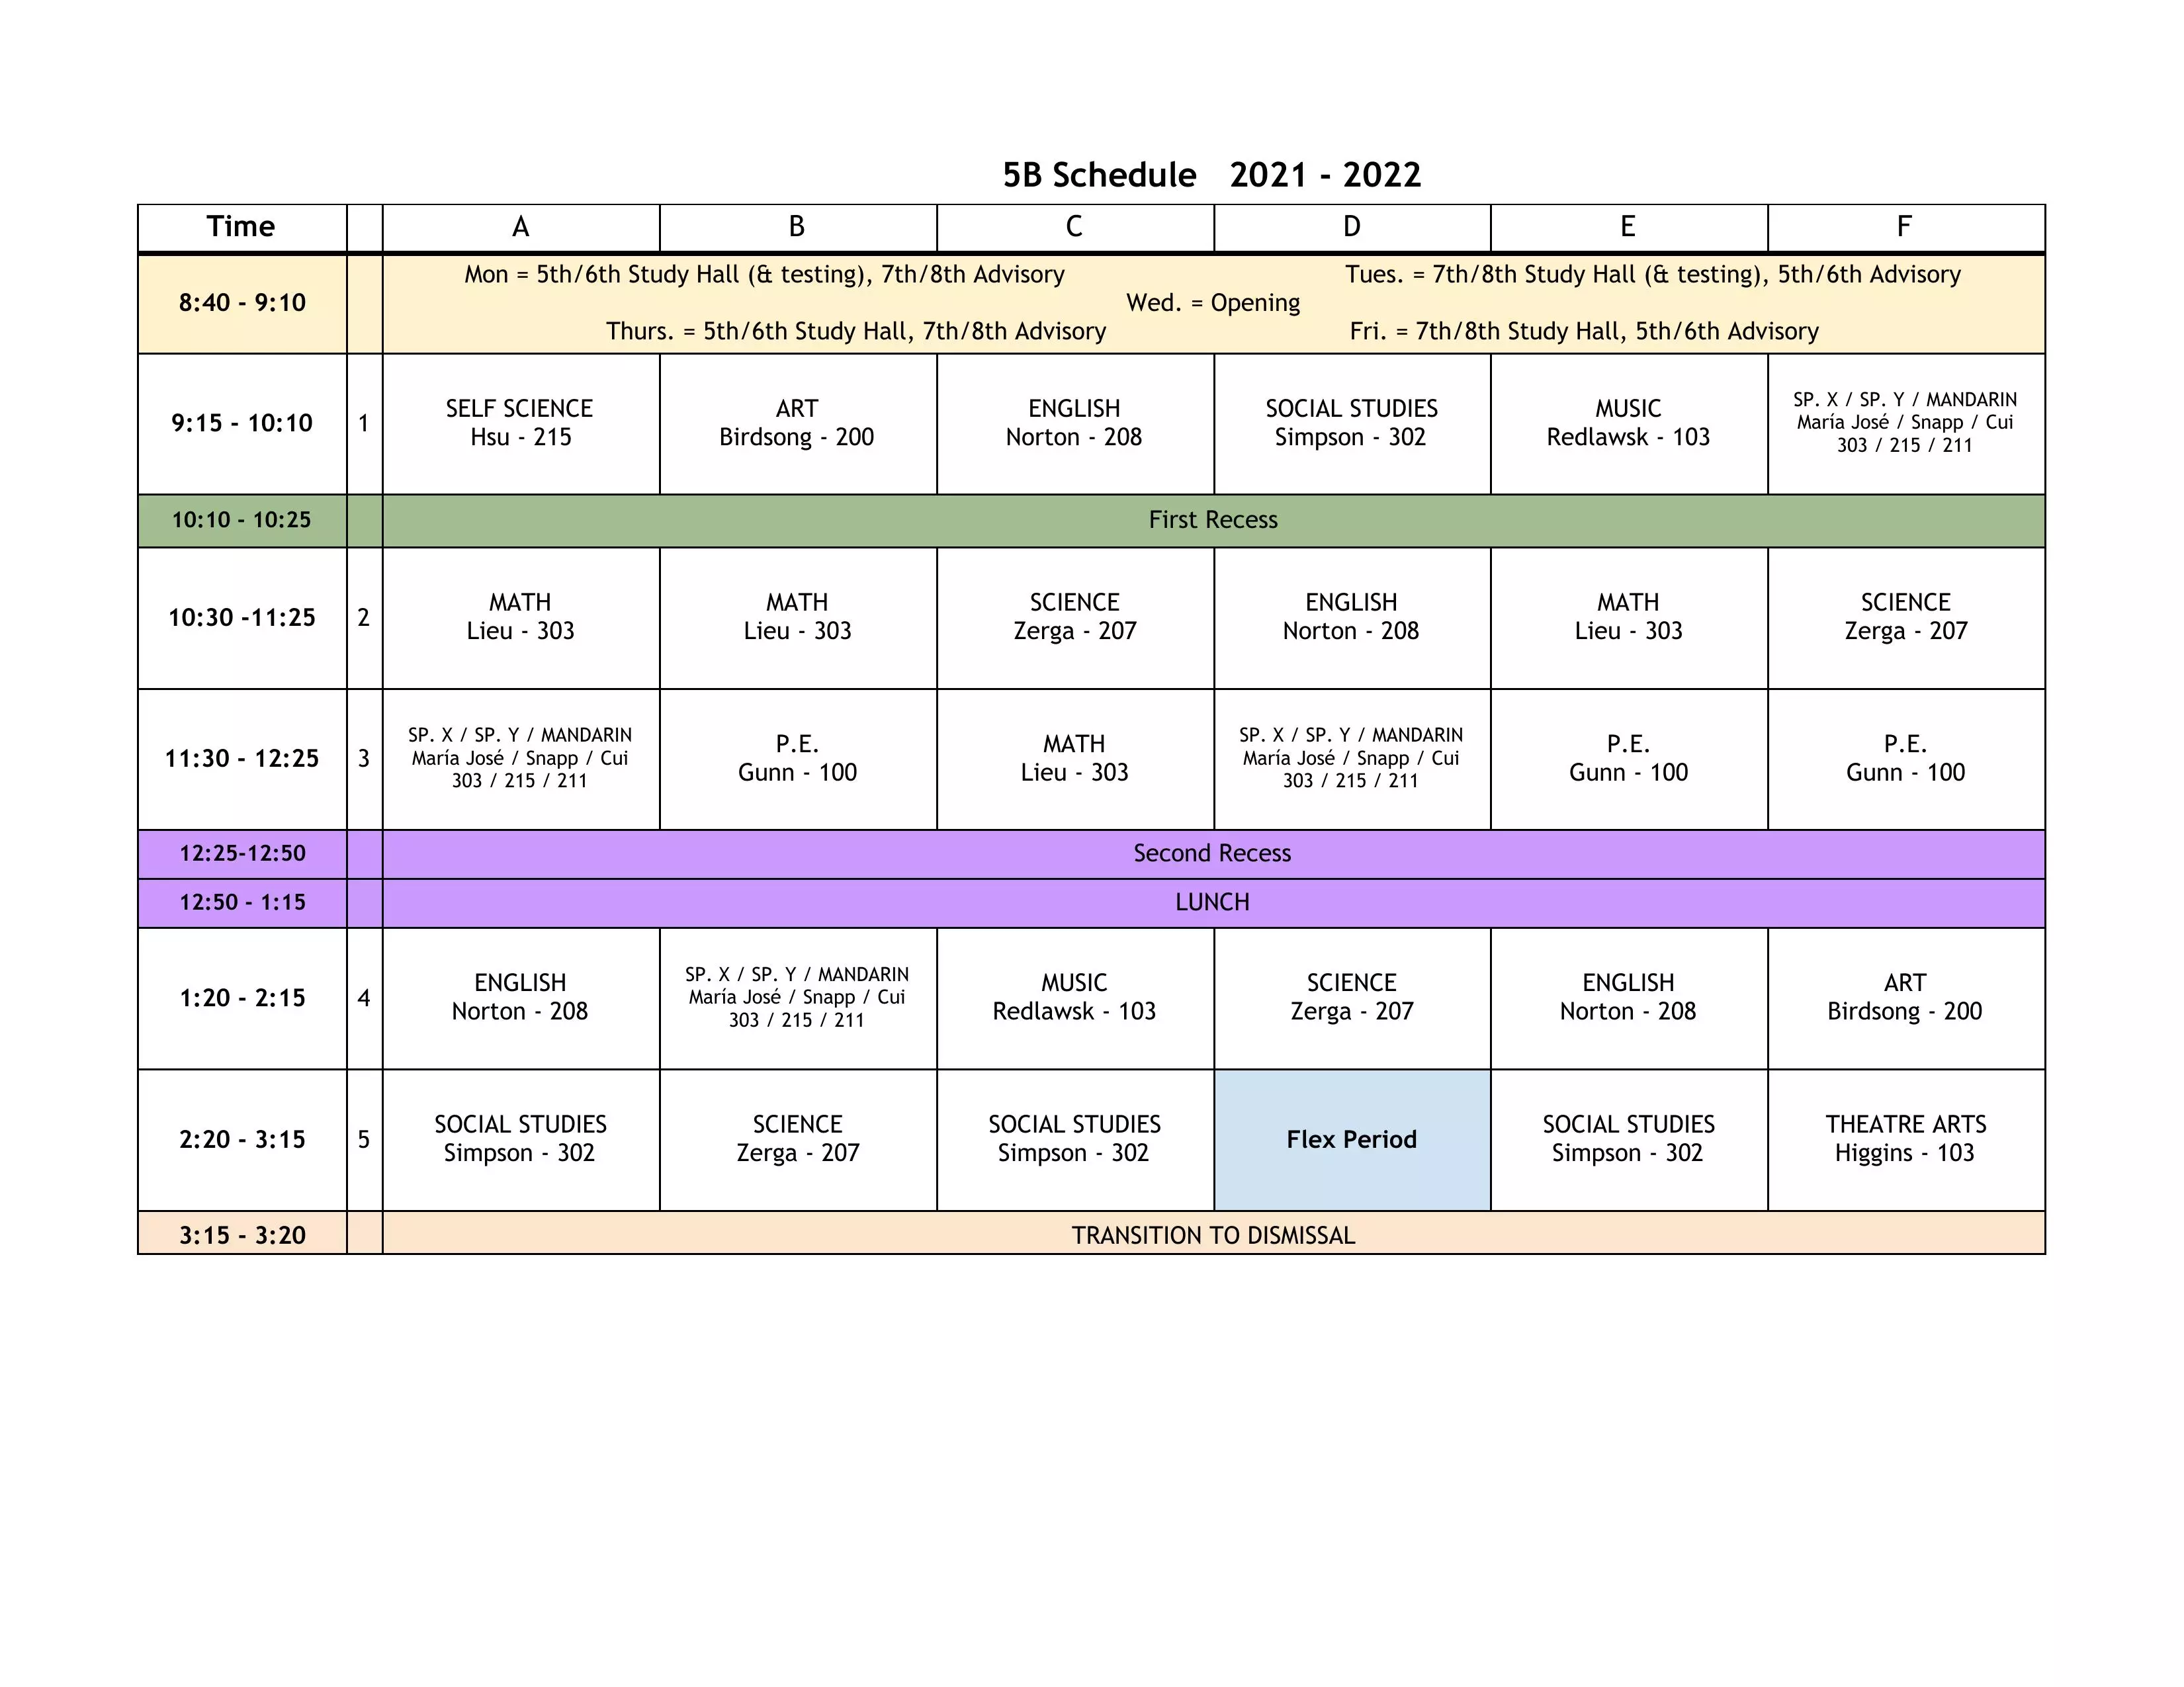 5B Schedule 2021 - 2022
Time A B C D E F
8:40 - 9:10
Mon = 5th/6th Study Hall (& testing), 7th/8th Advisory Tues. = 7th/8th Study Hall (& testing), 5th/6th Advisory
Wed. = Opening
Thurs. = 5th/6th Study Hall, 7th/8th Advisory Fri. = 7th/8th Study Hall, 5th/6th Advisory
9:15 - 10:10 1
SELF SCIENCE
Hsu - 215
ART
Birdsong - 200
ENGLISH
Norton - 208
SOCIAL STUDIES
Simpson - 302
MUSIC
Redlawsk - 103
SP. X / SP. Y / MANDARIN
María José / Snapp / Cui
303 / 215 / 211
10:10 - 10:25 First Recess
10:30 -11:25 2
MATH
Lieu - 303
MATH
Lieu - 303
SCIENCE
Zerga - 207
ENGLISH
Norton - 208
MATH
Lieu - 303
SCIENCE
Zerga - 207
11:30 - 12:25 3
SP. X / SP. Y / MANDARIN
María José / Snapp / Cui
303 / 215 / 211
P.E.
Gunn - 100
MATH
Lieu - 303
SP. X / SP. Y / MANDARIN
María José / Snapp / Cui
303 / 215 / 211
P.E.
Gunn - 100
P.E.
Gunn - 100
12:25-12:50 Second Recess
12:50 - 1:15 LUNCH
1:20 - 2:15 4
ENGLISH
Norton - 208
SP. X / SP. Y / MANDARIN
María José / Snapp / Cui
303 / 215 / 211
MUSIC
Redlawsk - 103
SCIENCE
Zerga - 207
ENGLISH
Norton - 208
ART
Birdsong - 200
2:20 - 3:15 5
SOCIAL STUDIES
Simpson - 302
SCIENCE
Zerga - 207
SOCIAL STUDIES
Simpson - 302
Flex Period
SOCIAL STUDIES
Simpson - 302
THEATRE ARTS
Higgins - 103
3:15 - 3:20 TRANSITION TO DISMISSAL